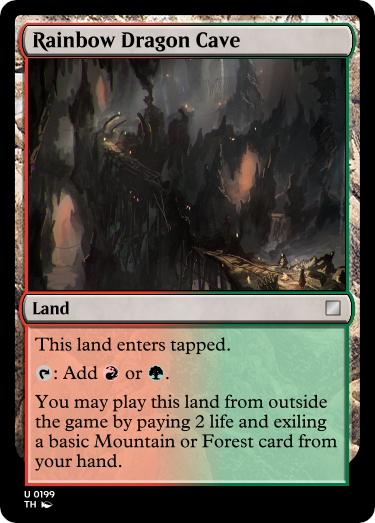 Rainbow Dragon Cave
Land
This land enters tapped.
: Add or .
You may play this land from outside
the game by paying 2 life and exiling
a basic Mountain or Forest card from
your hand.
U 0199
TH